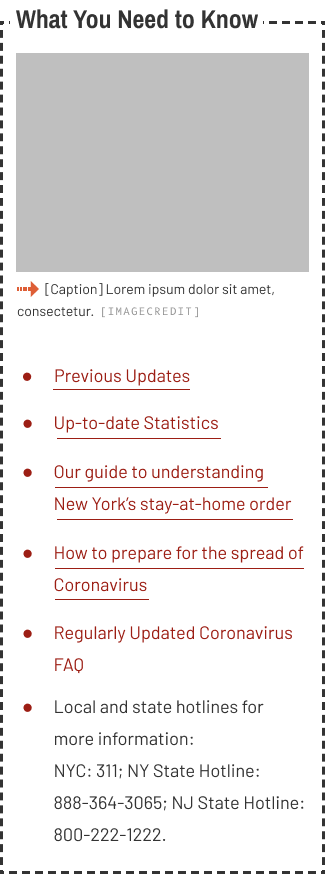 What You Need to Know
[Caption] Lorem ipsum dolor sit amet,
consectetur. [IMAGECREDIT]
Previous Updates
Up-to-date Statistics
Our guide to understanding
New York’s stay-at-home order
How to prepare for the spread of
Coronavirus
Regularly Updated Coronavirus
FAQ
Local and state hotlines for
more information:
NYC: 311; NY State Hotline:
888-364-3065; NJ State Hotline:
800-222-1222.